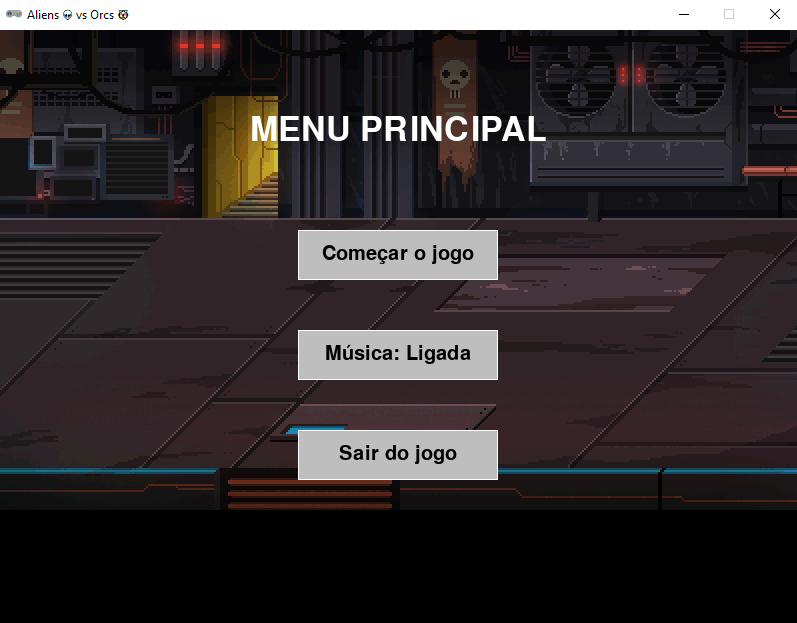 Aliens 💀 vs Orcs 👹
MENU PRINCIPAL
Começar o jogo
Música: Ligada
Sair do jogo